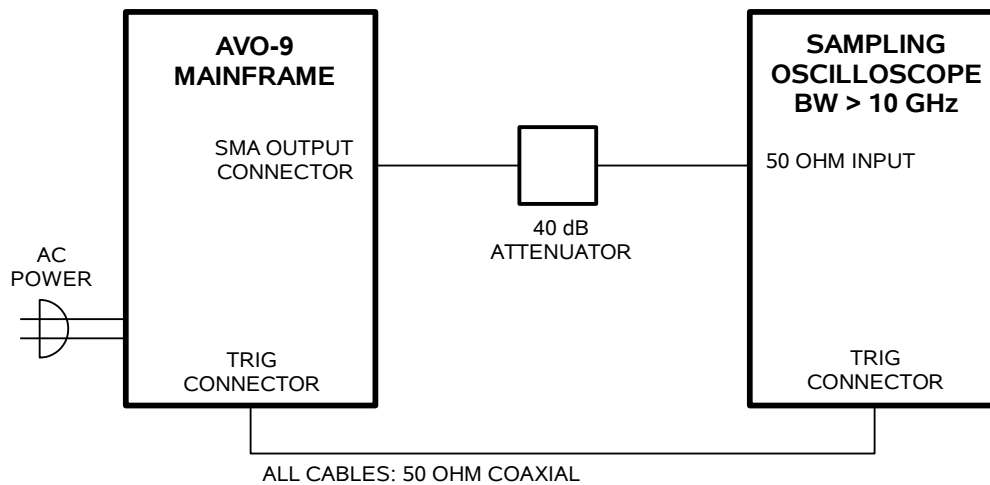 AVO-9
MAINFRAME
SMA OUTPUT
CONNECTOR
AC
POWER
TRIG
CONNECTOR
40 dB
ATTENUATOR
SAMPLING
OSCILLOSCOPE
BW > 10 GHz
50 OHM INPUT
TRIG
CONNECTOR
ALL CABLES: 50 OHM COAXIAL